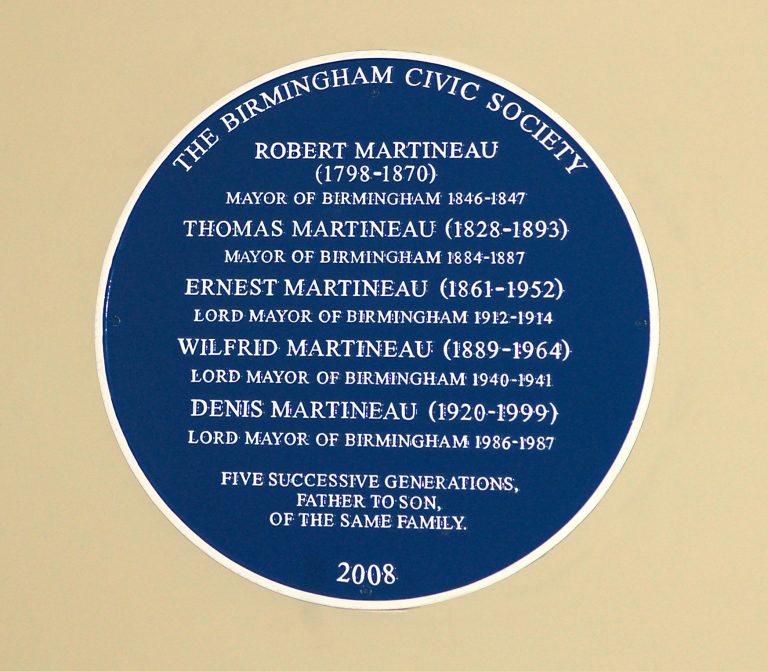 THE BIRMINGHAM CIVIC SOCIETY
ROBERT MARTINEAU
(1798-1870)
MAYOR OF BIRMINGHAM 1846-1847
THOMAS MARTINEAU (1828-1893)
MAYOR OF BIRMINGHAM 1884-1887
ERNEST MARTINEAU (1861-1952)
LORD MAYOR OF BIRMINGHAM 1912-1914
WILFRID MARTINEAU (1889-1964)
LORD MAYOR OF BIRMINGHAM 1940-1941
DENIS MARTINEAU (1920-1999)
LORD MAYOR OF BIRMINGHAM 1986-1987
FIVE SUCCESSIVE GENERATIONS,
FATHER TO SON,
OF THE SAME FAMILY.
2008